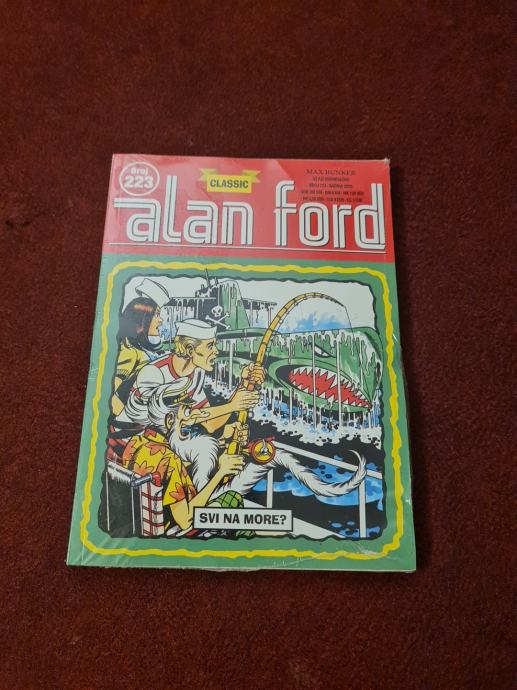 Broj
223
CLASSIC
MAX BUNKER
alan ford
SVI NA MORE?